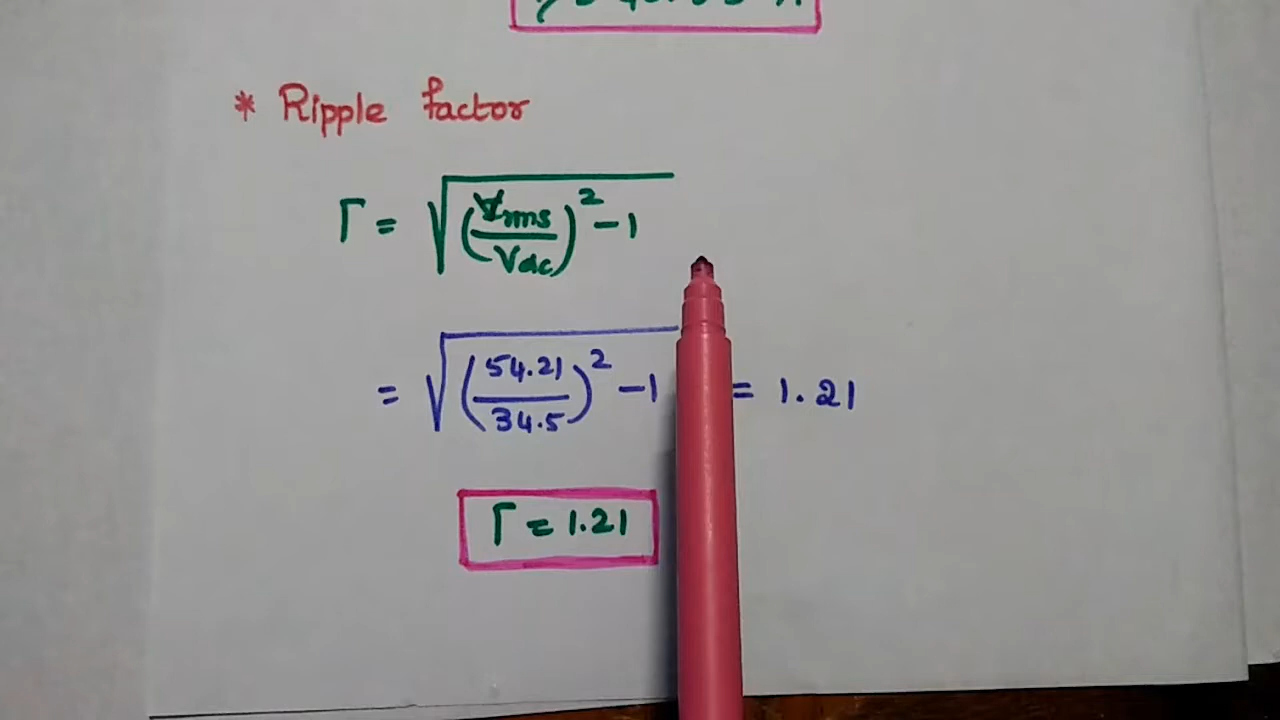 * Ripple factor
Γ = √((Vrms/Vdc)² - 1)
= √((54.21/34.5)² - 1) = 1.21
Γ = 1.21